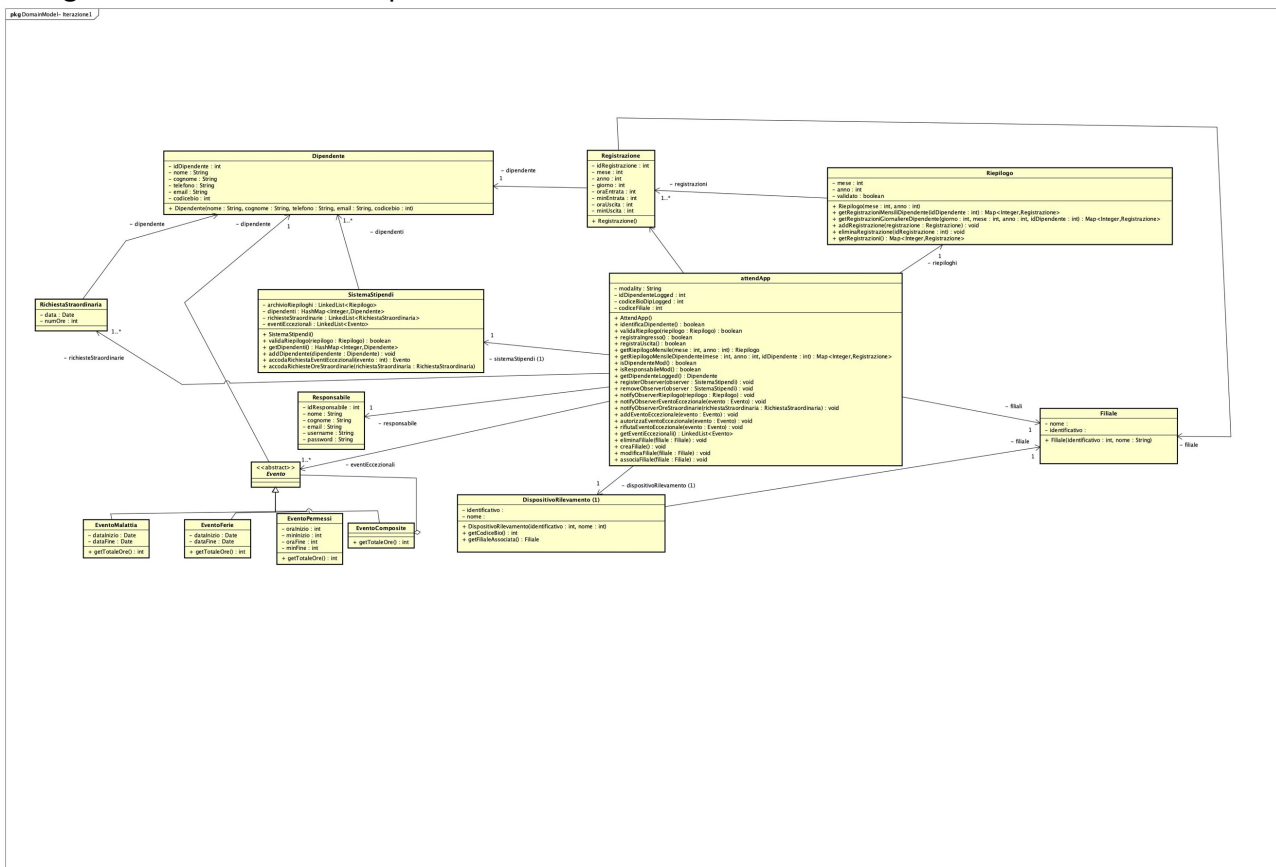 pkg DomainModel- Iterazione1
Dipendente
- idDipendente : int
- nome : String
- cognome : String
- telefono : String
- email : String
- codicebio : int
+ Dipendente(nome : String, cognome : String, telefono : String, email : String, codicebio : int)
- dipendente
1
Registrazione
- idRegistrazione : int
- mese : int
- anno : int
- giorno : int
- oraEntrata : int
- minEntrata : int
- oraUscita : int
- minUscita : int
+ Registrazione()
- registrazioni
1..*
Riepilogo
- mese : int
- anno : int
- validato : boolean
+ Riepilogo(mese : int, anno : int)
+ getRegistrazioniMensiliDipendente(idDipendente : int) : Map<Integer,Registrazione>
+ getRegistrazioniGiornaliereDipendente(giorno : int, mese : int, anno : int, idDipendente : int) : Map<Integer,Registrazione>
+ addRegistrazione(registrazione : Registrazione) : void
+ eliminaRegistrazione(idRegistrazione : int) : void
+ getRegistrazioni() : Map<Integer,Registrazione>
- dipendente
1
1..*
- dipendenti
1
- riepiloghi
RichiestaStraordinaria
- data : Date
- numOre : int
1..*
- richiesteStraordinarie
SistemaStipendi
- archivioRiepiloghi : LinkedList<Riepilogo>
- dipendenti : HashMap<Integer,Dipendente>
- richiesteStraordinarie : LinkedList<RichiestaStraordinaria>
- eventiEccezionali : LinkedList<Evento>
+ SistemaStipendi()
+ validaRiepilogo(riepilogo : Riepilogo) : boolean
+ getDipendenti() : HashMap<Integer,Dipendente>
+ addDipendente(dipendente : Dipendente) : void
+ accodaRichiestaEventiEccezionali(evento : int) : Evento
+ accodaRichiesteOreStraordinarie(richiestaStraordinaria : RichiestaStraordinaria)
1
- sistemaStipendi (1)
attendApp
- modality : String
- idDipendenteLogged : int
- codiceBioDipLogged : int
- codiceFiliale : int
+ AttendApp()
+ identificaDipendente() : boolean
+ validaRiepilogo(riepilogo : Riepilogo) : boolean
+ registraIngresso() : boolean
+ registraUscita() : boolean
+ getRiepilogoMensile(mese : int, anno : int) : Riepilogo
+ getRiepilogoMensileDipendente(mese : int, anno : int, idDipendente : int) : Map<Integer,Registrazione>
+ isDipendenteMod() : boolean
+ isResponsabileMod() : boolean
+ getDipendenteLogged() : Dipendente
+ registerObserver(observer : SistemaStipendi) : void
+ removeObserver(observer : SistemaStipendi) : void
+ notifyObserverRiepilogo(riepilogo : Riepilogo) : void
+ notifyObserverEventoEccezionale(evento : Evento) : void
+ notifyObserverOreStraordinarie(richiestaStraordinaria : RichiestaStraordinaria) : void
+ addEventoEccezionale(evento : Evento) : void
+ autorizzaEventoEccezionale(evento : Evento) : void
+ rifiutaEventoEccezionale(evento : Evento) : void
+ getEventiEccezionali() : LinkedList<Evento>
+ eliminaFiliale(filiale : Filiale) : void
+ creaFiliale() : void
+ modificaFiliale(filiale : Filiale) : void
+ associaFiliale(filiale : Filiale) : void
Responsabile
- idResponsabile : int
- nome : String
- cognome : String
- email : String
- username : String
- password : String
1
- responsabile
- filiali
1
- filiale
1
Filiale
- nome :
- identificativo :
+ Filiale(identificativo : int, nome : String)
- filiale
<<abstract>>
Evento
1..*
- eventiEccezionali
1
- dispositivoRilevamento (1)
DispositivoRilevamento (1)
- identificativo :
- nome :
+ DispositivoRilevamento(identificativo : int, nome : int)
+ getCodiceBio() : int
+ getFilialeAssociata() : Filiale
EventoMalattia
- dataInizio : Date
- dataFine : Date
+ getTotaleOre() : int
EventoFerie
- dataInizio : Date
- dataFine : Date
+ getTotaleOre() : int
EventoPermessi
- oraInizio : int
- minInizio : int
- oraFine : int
- minFine : int
+ getTotaleOre() : int
EventoComposite
+ getTotaleOre() : int